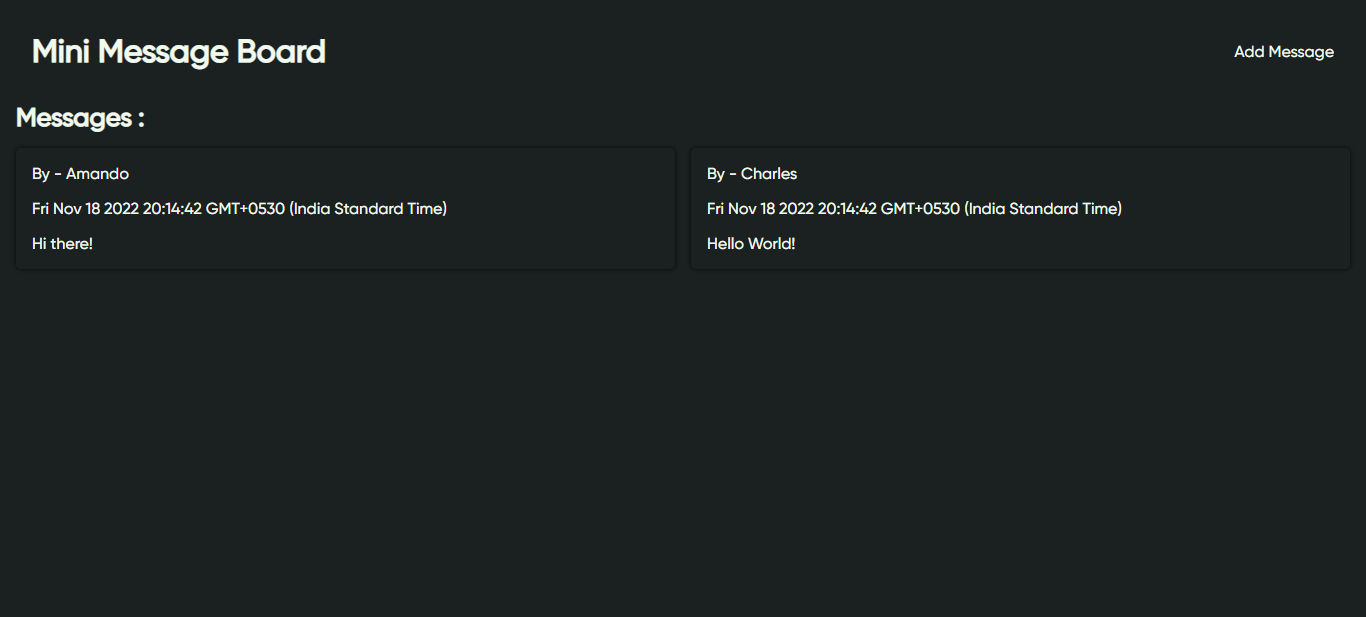 Mini Message Board
Add Message
Messages :
By - Amando
Fri Nov 18 2022 20:14:42 GMT+0530 (India Standard Time)
Hi there!
By - Charles
Fri Nov 18 2022 20:14:42 GMT+0530 (India Standard Time)
Hello World!